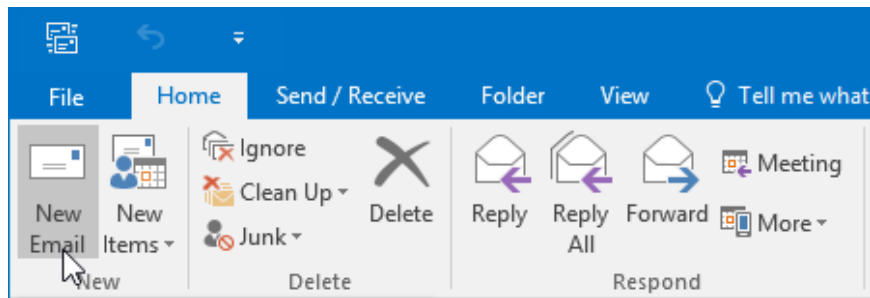 File Home Send / Receive Folder View Tell me what
New
Email
New
Items
Ignore
Clean Up
Junk
Delete
Reply
Reply
All
Forward
Meeting
More
New Delete Respond